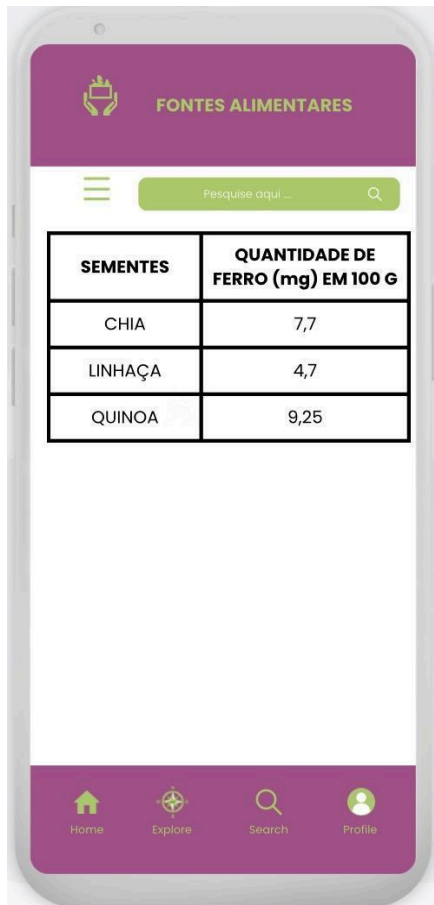 FONTES ALIMENTARES
Pesquise aqui ...
SEMENTES
QUANTIDADE DE
FERRO (mg) EM 100 G
CHIA
7,7
LINHAÇA
4,7
QUINOA
9,25
Home
Explore
Search
Profile